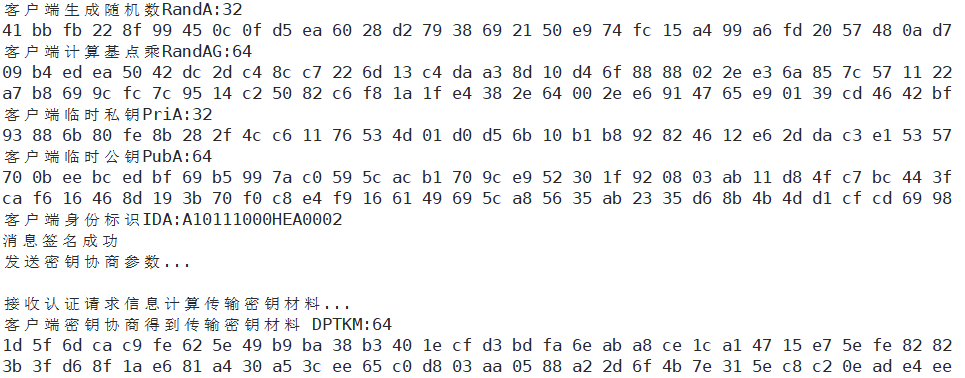 客户端生成随机数RandA:32
41 bb fb 22 8f 99 45 0c 0f d5 ea 60 28 d2 79 38 69 21 50 e9 74 fc 15 a4 99 a6 fd 20 57 48 0a d7
客户端计算基点乘RandAG:64
09 b4 ed ea 50 42 dc 2d c4 8c c7 22 6d 13 c4 da a3 8d 10 d4 6f 88 88 02 2e e3 6a 85 7c 57 11 22
a7 b8 69 9c fc 7c 95 14 c2 50 82 c6 f8 1a 1f e4 38 2e 64 00 2e e6 91 47 65 e9 01 39 cd 46 42 bf
客户端临时私钥PriA:32
93 88 6b 80 fe 8b 28 2f 4c c6 11 76 53 4d 01 d0 d5 6b 10 b1 b8 92 82 46 12 e6 2d da c3 e1 53 57
客户端临时公钥PubA:64
70 0b ee bc ed bf 69 b5 99 7a c0 59 5c ac b1 70 9c e9 52 30 1f 92 08 03 ab 11 d8 4f c7 bc 44 3f
ca f6 16 46 8d 19 3b 70 f0 c8 e4 f9 16 61 49 69 5c a8 56 35 ab 23 35 d6 8b 4b 4d d1 cf cd 69 98
客户端身份标识IDA:A10111000HEA0002
消息签名成功
发送密钥协商参数...
接收认证请求信息计算传输密钥材料...
客户端密钥协商得到传输密钥材料 DPTKM:64
1d 5f 6d ca c9 fe 62 5e 49 b9 ba 38 b3 40 1e cf d3 bd fa 6e ab a8 ce 1c a1 47 15 e7 5e fe 82 82
3b 3f d6 8f 1a e6 81 a4 30 a5 3c ee 65 c0 d8 03 aa 05 88 a2 2d 6f 4b 7e 31 5e c8 c2 0e ad e4 ee